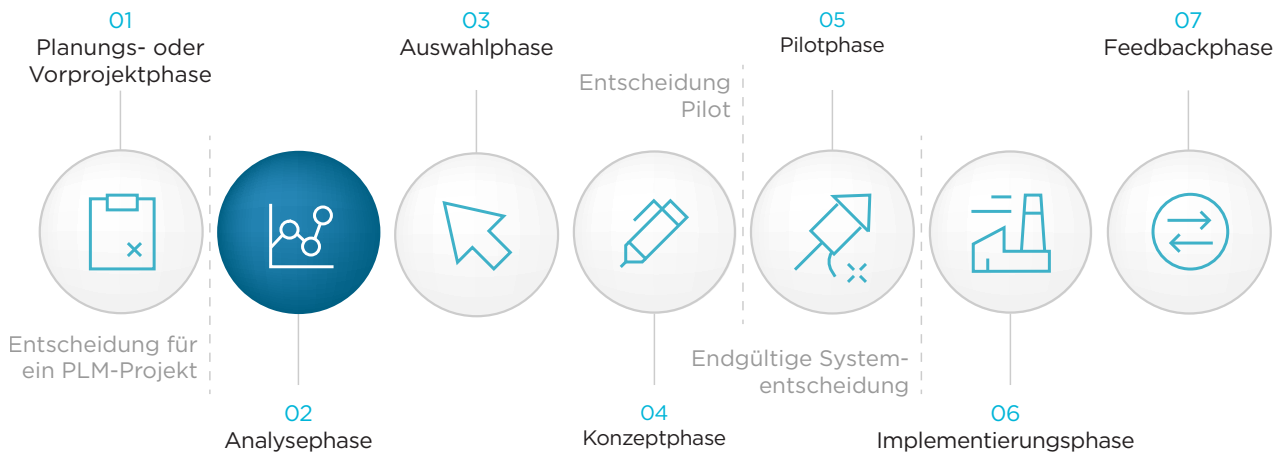 01
Planungs- oder
Vorprojektphase
03
Auswahlphase
05
Pilotphase
07
Feedbackphase
Entscheidung
Pilot
Entscheidung für
ein PLM-Projekt
Endgültige System-
entscheidung
02
Analysephase
04
Konzeptphase
06
Implementierungsphase